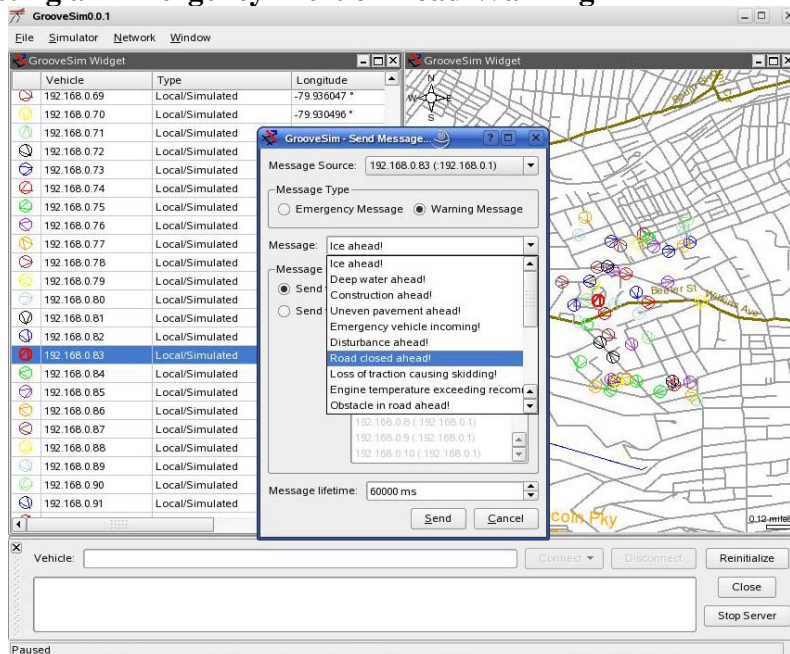 GrooveSim0.0.1
File Simulator Network Window
GrooveSim Widget
Vehicle Type Longitude
192.168.0.69 Local/Simulated -79.936047 °
192.168.0.70 Local/Simulated -79.930496 °
192.168.0.71 Local/Simulated
192.168.0.72 Local/Simulated
192.168.0.73 Local/Simulated
192.168.0.74 Local/Simulated
192.168.0.75 Local/Simulated
192.168.0.76 Local/Simulated
192.168.0.77 Local/Simulated
192.168.0.78 Local/Simulated
192.168.0.79 Local/Simulated
192.168.0.80 Local/Simulated
192.168.0.81 Local/Simulated
192.168.0.82 Local/Simulated
192.168.0.83 Local/Simulated
192.168.0.84 Local/Simulated
192.168.0.85 Local/Simulated
192.168.0.86 Local/Simulated
192.168.0.87 Local/Simulated
192.168.0.88 Local/Simulated
192.168.0.89 Local/Simulated
192.168.0.90 Local/Simulated
192.168.0.91 Local/Simulated
GrooveSim - Send Message...
Message Source: 192.168.0.83 (:192.168.0.1)
Message Type
Emergency Message Warning Message
Message: Ice ahead!
Ice ahead!
Deep water ahead!
Construction ahead!
Uneven pavement ahead!
Emergency vehicle incoming!
Disturbance ahead!
Road closed ahead!
Loss of traction causing skidding!
Engine temperature exceeding recom
Obstacle in road ahead!
Message
Send
Send
192.168.0.8 (:192.168.0.1)
192.168.0.9 (:192.168.0.1)
192.168.0.10 (:192.168.0.1)
Message lifetime: 60000 ms
Send Cancel
GrooveSim Widget
N
W E
S
Beeler St
Wilkins Ave
coln Pky
0.12 miles
Vehicle: Connect Disconnect Reinitialize
Close
Stop Server
Paused